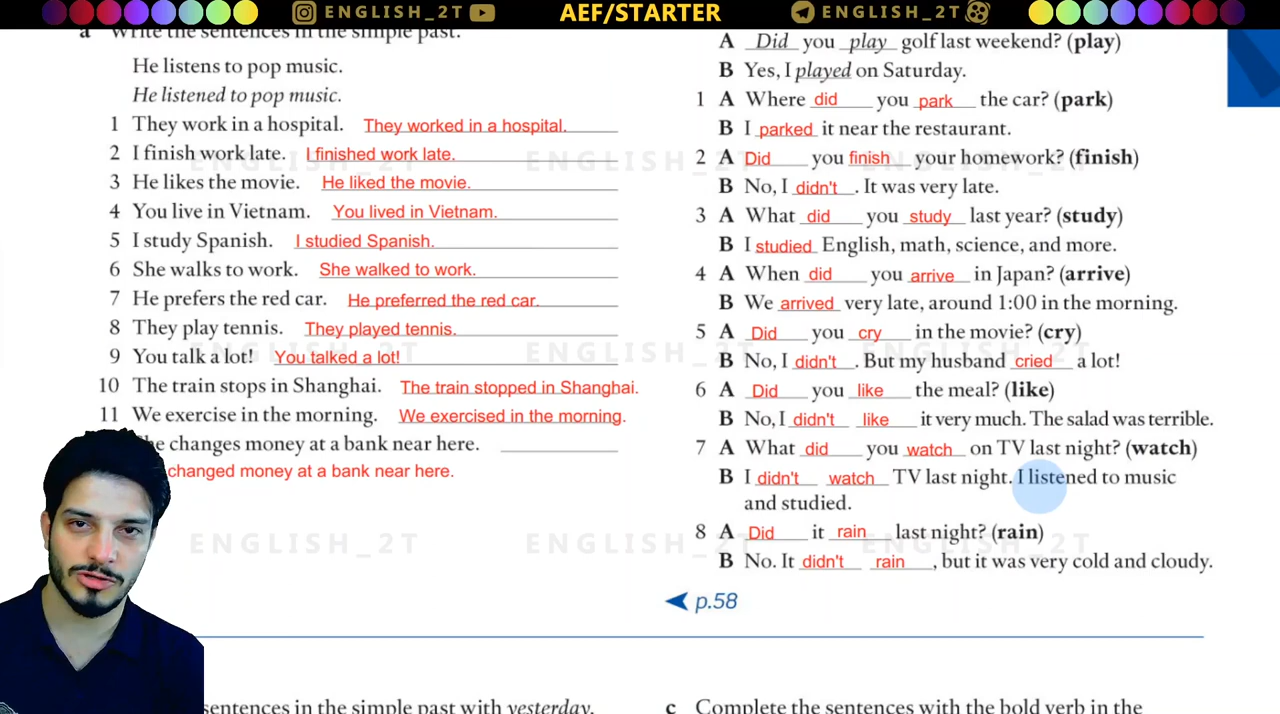 ENGLISH_2T
AEF/STARTER
ENGLISH_2T
a Write the sentences in the simple past.
He listens to pop music.
He listened to pop music.
1 They work in a hospital. They worked in a hospital.
2 I finish work late. I finished work late.
3 He likes the movie. He liked the movie.
4 You live in Vietnam. You lived in Vietnam.
5 I study Spanish. I studied Spanish.
6 She walks to work. She walked to work.
7 He prefers the red car. He preferred the red car.
8 They play tennis. They played tennis.
9 You talk a lot! You talked a lot!
10 The train stops in Shanghai. The train stopped in Shanghai.
11 We exercise in the morning. We exercised in the morning.
changes money at a bank near here.
changed money at a bank near here.
A Did you play golf last weekend? (play)
B Yes, I played on Saturday.
1 A Where did you park the car? (park)
B I parked it near the restaurant.
2 A Did you finish your homework? (finish)
B No, I didn't. It was very late.
3 A What did you study last year? (study)
B I studied English, math, science, and more.
4 A When did you arrive in Japan? (arrive)
B We arrived very late, around 1:00 in the morning.
5 A Did you cry in the movie? (cry)
B No, I didn't. But my husband cried a lot!
6 A Did you like the meal? (like)
B No, I didn't like it very much. The salad was terrible.
7 A What did you watch on TV last night? (watch)
B I didn't watch TV last night. I listened to music
and studied.
8 A Did it rain last night? (rain)
B No. It didn't rain, but it was very cold and cloudy.
p.58
sentences in the simple past with yesterday.
c Complete the sentences with the bold verb in the
ENGLISH_2T
ENGLISH_2T
ENGLISH_2T
ENGLISH_2T
ENGLISH_2T
ENGLISH_2T
ENGLISH_2T
ENGLISH_2T
ENGLISH_2T